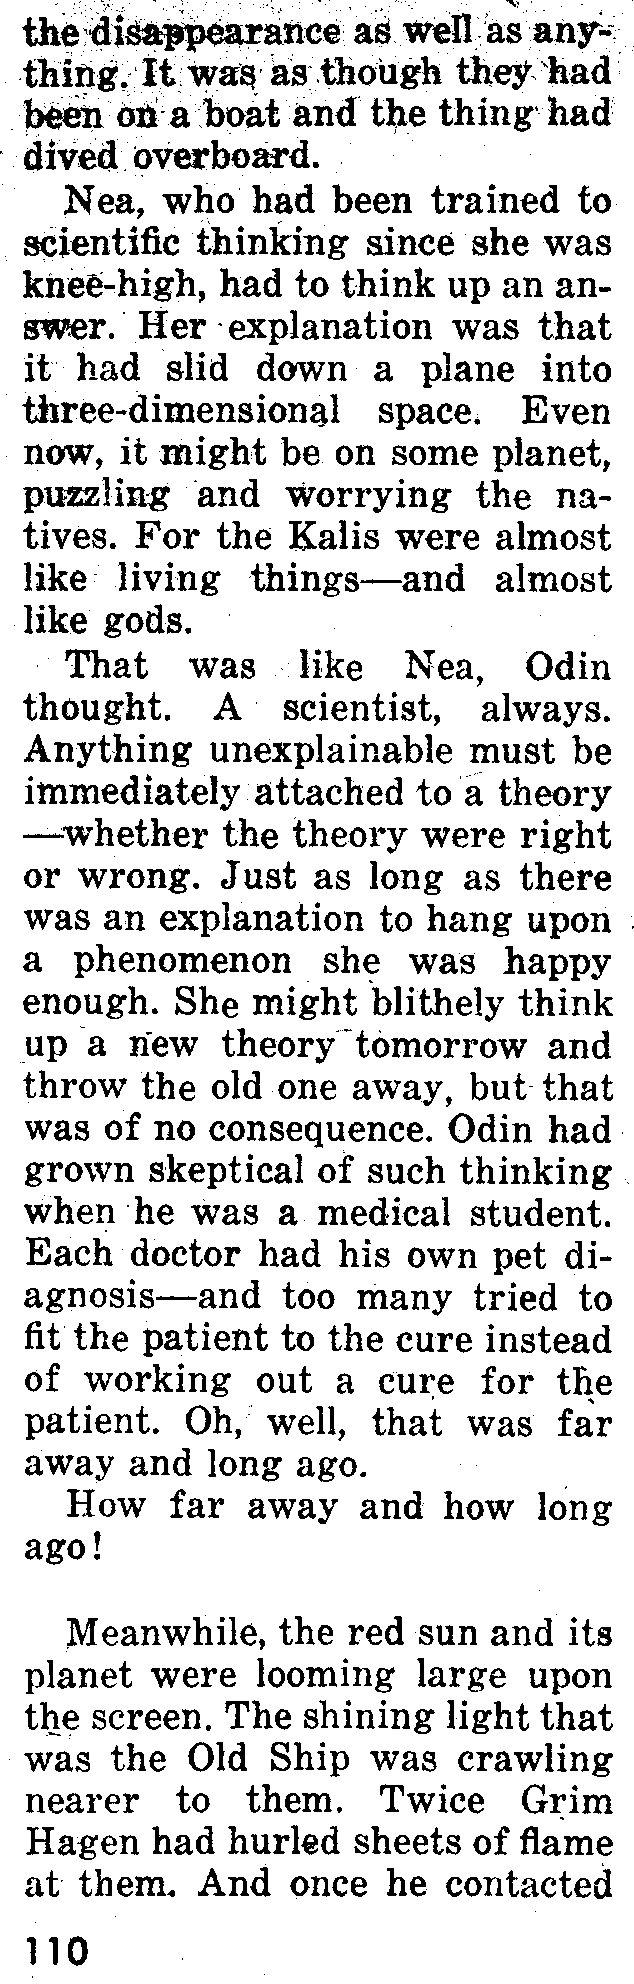 the disappearance as well as any-
thing. It was as though they had
been on a boat and the thing had
dived overboard.
Nea, who had been trained to
scientific thinking since she was
knee-high, had to think up an an-
swer. Her explanation was that
it had slid down a plane into
three-dimensional space. Even
now, it might be on some planet,
puzzling and worrying the na-
tives. For the Kalis were almost
like living things—and almost
like gods.
That was like Nea, Odin
thought. A scientist, always.
Anything unexplainable must be
immediately attached to a theory
—whether the theory were right
or wrong. Just as long as there
was an explanation to hang upon
a phenomenon she was happy
enough. She might blithely think
up a new theory tomorrow and
throw the old one away, but that
was of no consequence. Odin had
grown skeptical of such thinking
when he was a medical student.
Each doctor had his own pet di-
agnosis—and too many tried to
fit the patient to the cure instead
of working out a cure for the
patient. Oh, well, that was far
away and long ago.
How far away and how long
ago!
Meanwhile, the red sun and its
planet were looming large upon
the screen. The shining light that
was the Old Ship was crawling
nearer to them. Twice Grim
Hagen had hurled sheets of flame
at them. And once he contacted
110